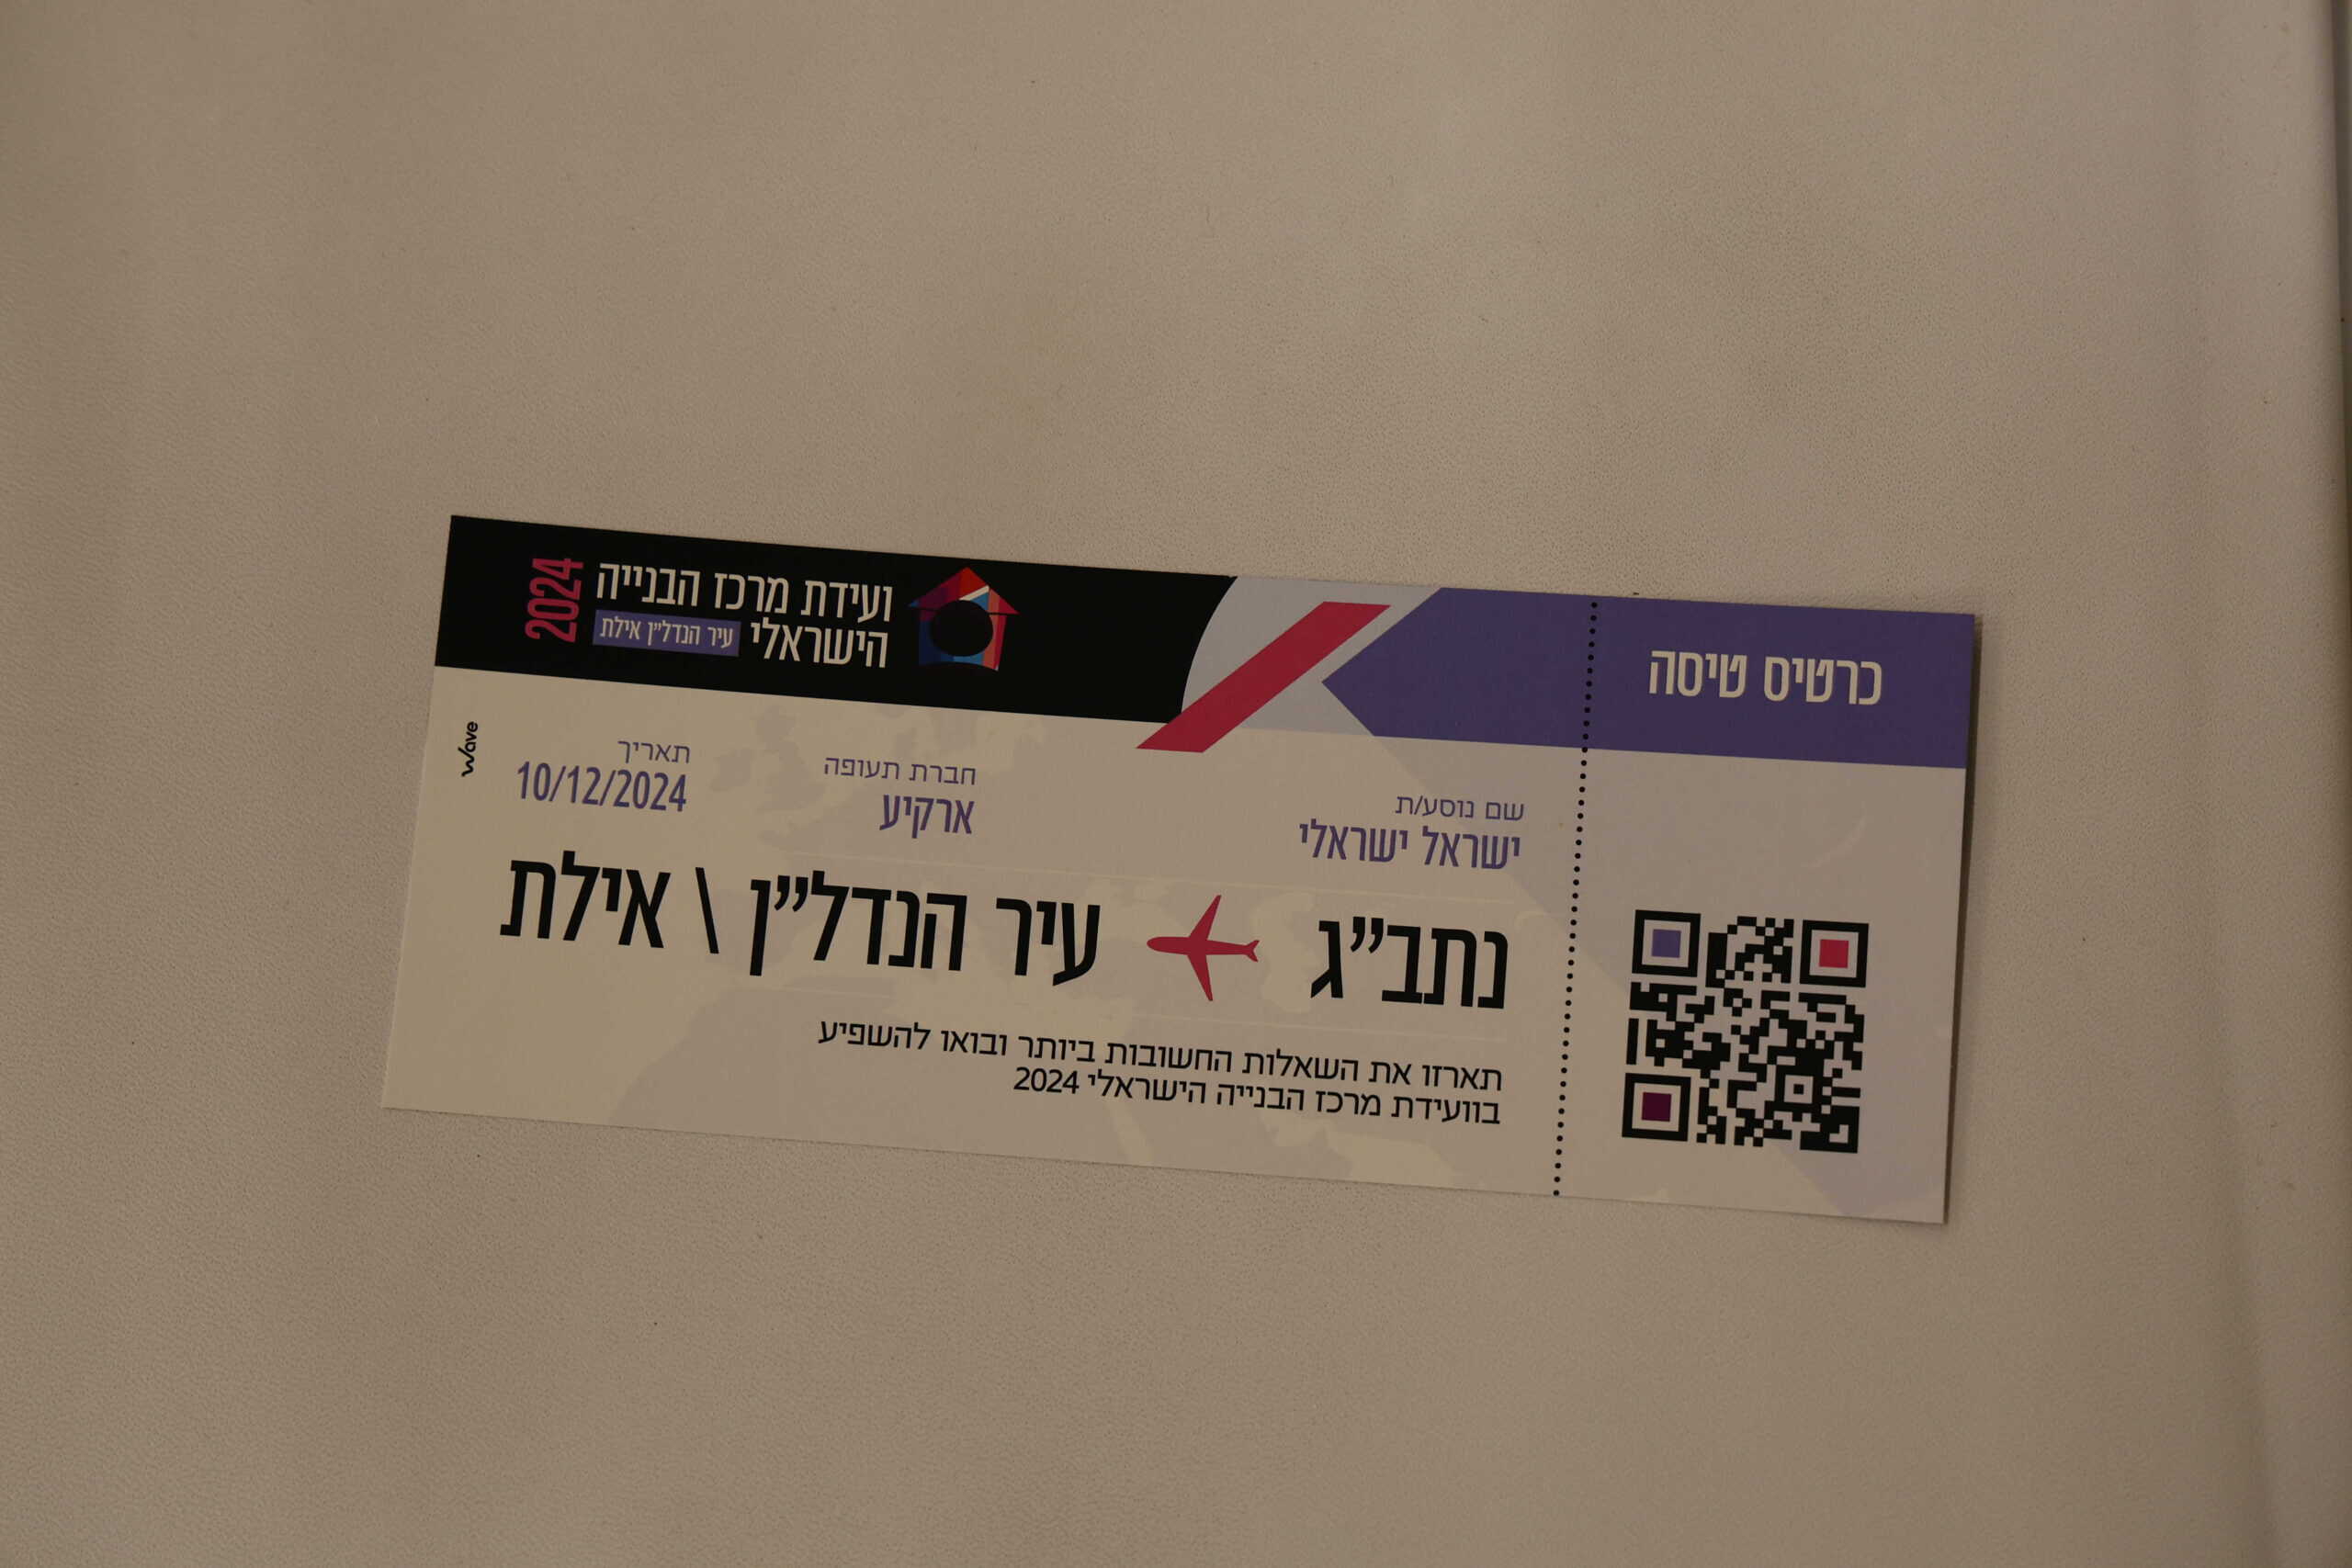 כרטיס טיסה
ועידת מרכז הבנייה
הישראלי עיר הנדל"ן אילת
2024
שם נוסע/ת
ישראל ישראלי
חברת תעופה
ארקיע
תאריך
10/12/2024
נתב"ג עיר הנדל"ן \ אילת
תארזו את השאלות החשובות ביותר ובואו להשפיע
בוועידת מרכז הבנייה הישראלי 2024
wave